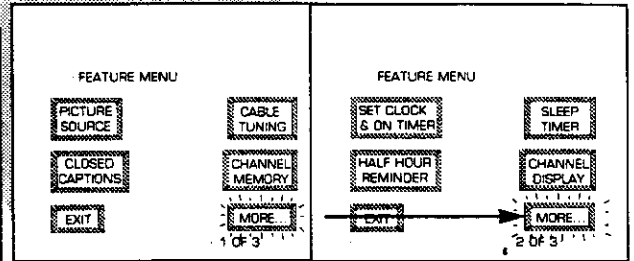 FEATURE MENU
PICTURE
SOURCE
CABLE
TUNING
CLOSED
CAPTIONS
CHANNEL
MEMORY
EXIT
MORE...
1 OF 3
FEATURE MENU
SET CLOCK
& ON TIMER
SLEEP
TIMER
HALF HOUR
REMINDER
CHANNEL
DISPLAY
EXIT
MORE...
2 OF 3